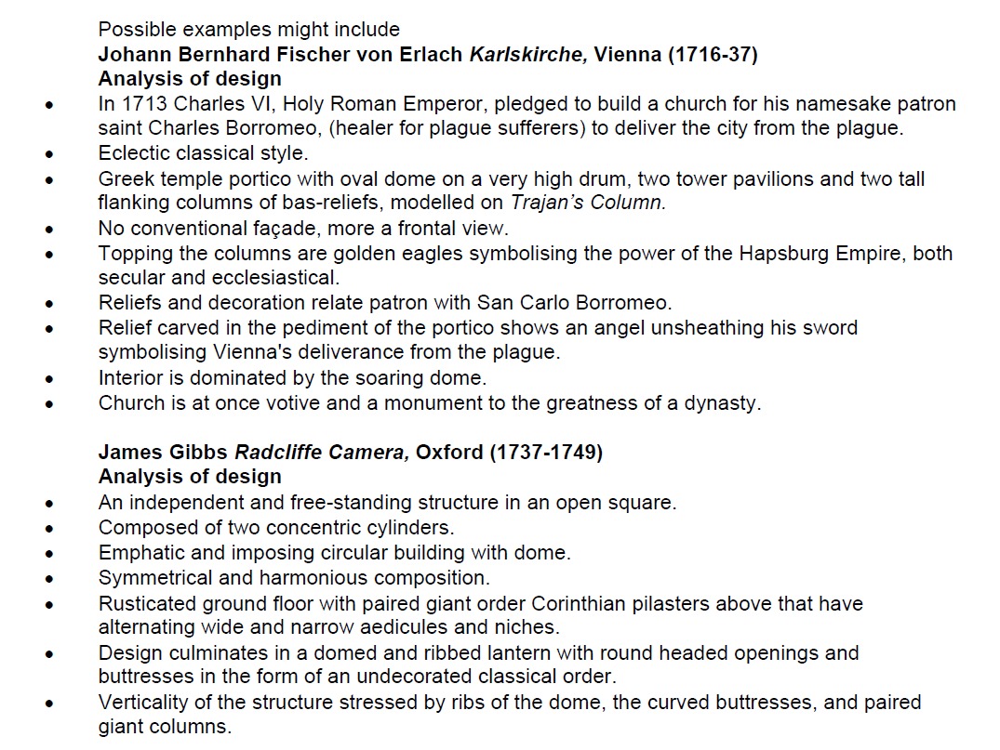 Possible examples might include
Johann Bernhard Fischer von Erlach Karlskirche, Vienna (1716-37)
Analysis of design
• In 1713 Charles VI, Holy Roman Emperor, pledged to build a church for his namesake patron
saint Charles Borromeo, (healer for plague sufferers) to deliver the city from the plague.
• Eclectic classical style.
• Greek temple portico with oval dome on a very high drum, two tower pavilions and two tall
flanking columns of bas-reliefs, modelled on Trajan's Column.
• No conventional façade, more a frontal view.
• Topping the columns are golden eagles symbolising the power of the Hapsburg Empire, both
secular and ecclesiastical.
• Reliefs and decoration relate patron with San Carlo Borromeo.
• Relief carved in the pediment of the portico shows an angel unsheathing his sword
symbolising Vienna's deliverance from the plague.
• Interior is dominated by the soaring dome.
• Church is at once votive and a monument to the greatness of a dynasty.
James Gibbs Radcliffe Camera, Oxford (1737-1749)
Analysis of design
• An independent and free-standing structure in an open square.
• Composed of two concentric cylinders.
• Emphatic and imposing circular building with dome.
• Symmetrical and harmonious composition.
• Rusticated ground floor with paired giant order Corinthian pilasters above that have
alternating wide and narrow aedicules and niches.
• Design culminates in a domed and ribbed lantern with round headed openings and
buttresses in the form of an undecorated classical order.
• Verticality of the structure stressed by ribs of the dome, the curved buttresses, and paired
giant columns.